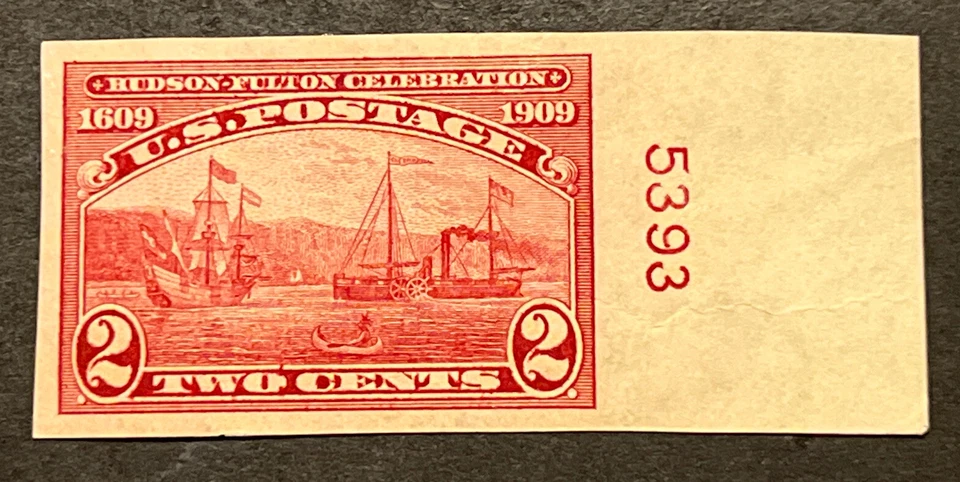 HUDSON-FULTON CELEBRATION
1609 1909
U.S. POSTAGE
2 2
TWO CENTS
5393